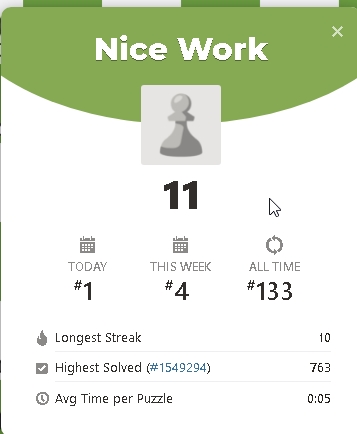 Nice Work
11
TODAY THIS WEEK ALL TIME
#1 #4 #133
Longest Streak 10
Highest Solved (#1549294) 763
Avg Time per Puzzle 0:05